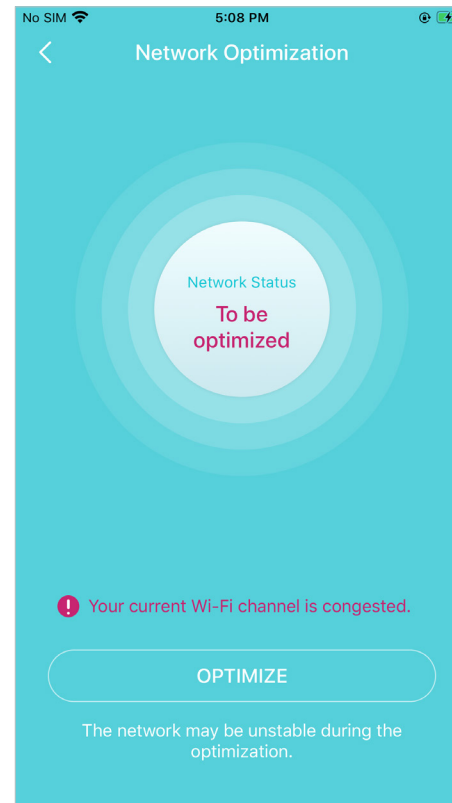 No SIM 5:08 PM
Network Optimization
Network Status
To be
optimized
Your current Wi-Fi channel is congested.
OPTIMIZE
The network may be unstable during the
optimization.